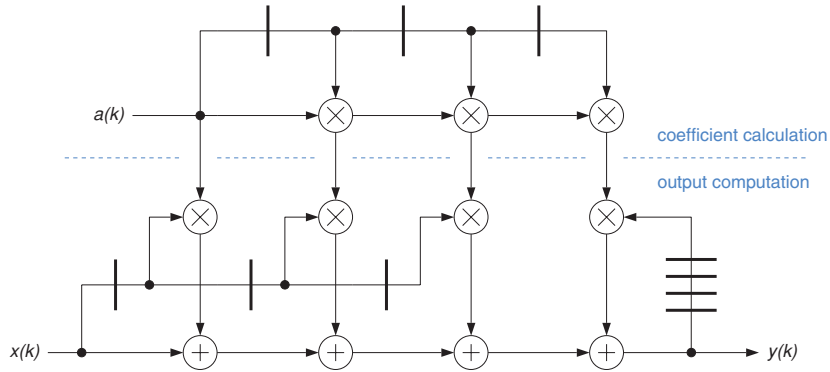 a(k)
coefficient calculation
output computation
x(k)
y(k)